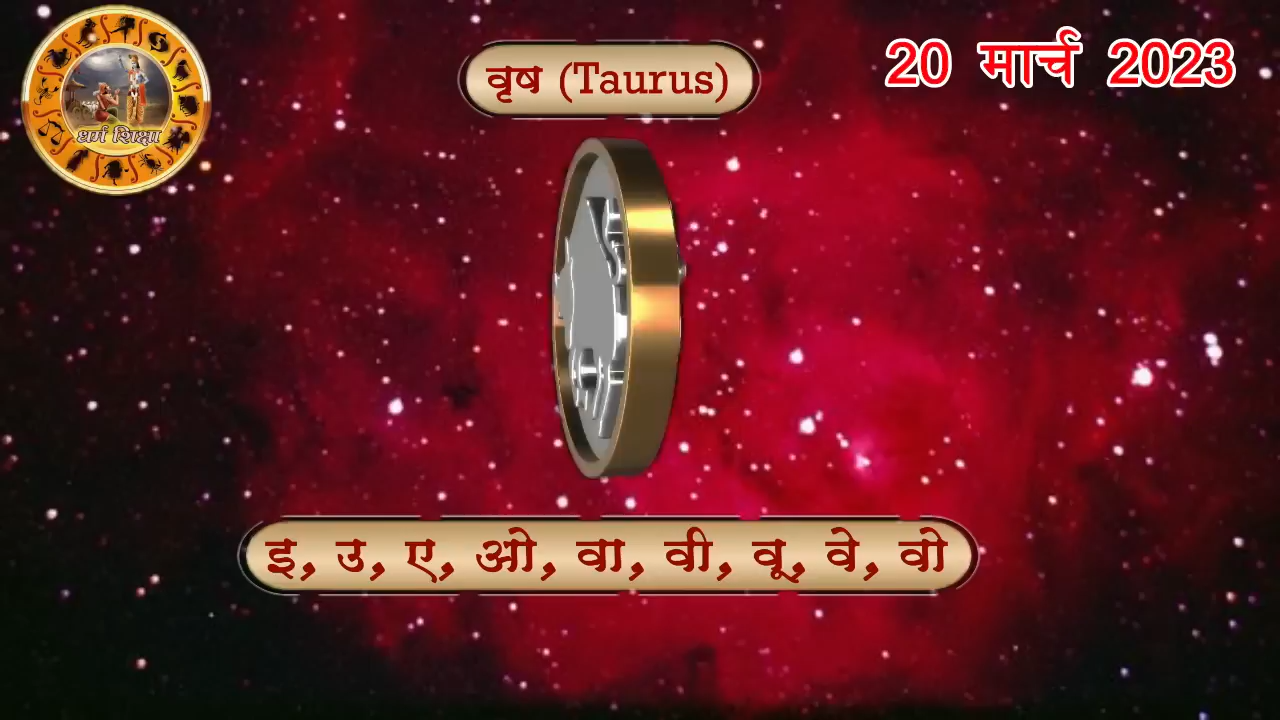 धर्म शिक्षा
वृष (Taurus)
20 मार्च 2023
इ, उ, ए, ओ, वा, वी, वू, वे, वो